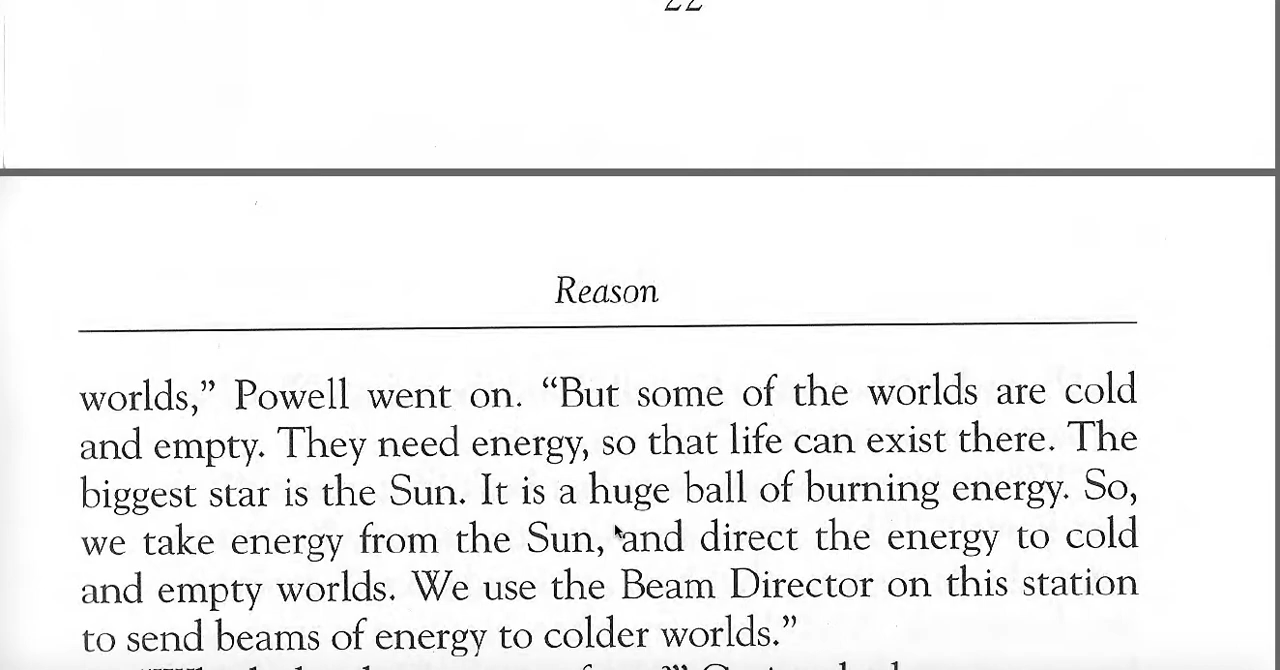 22
Reason
worlds,” Powell went on. “But some of the worlds are cold
and empty. They need energy, so that life can exist there. The
biggest star is the Sun. It is a huge ball of burning energy. So,
we take energy from the Sun, and direct the energy to cold
and empty worlds. We use the Beam Director on this station
to send beams of energy to colder worlds.”